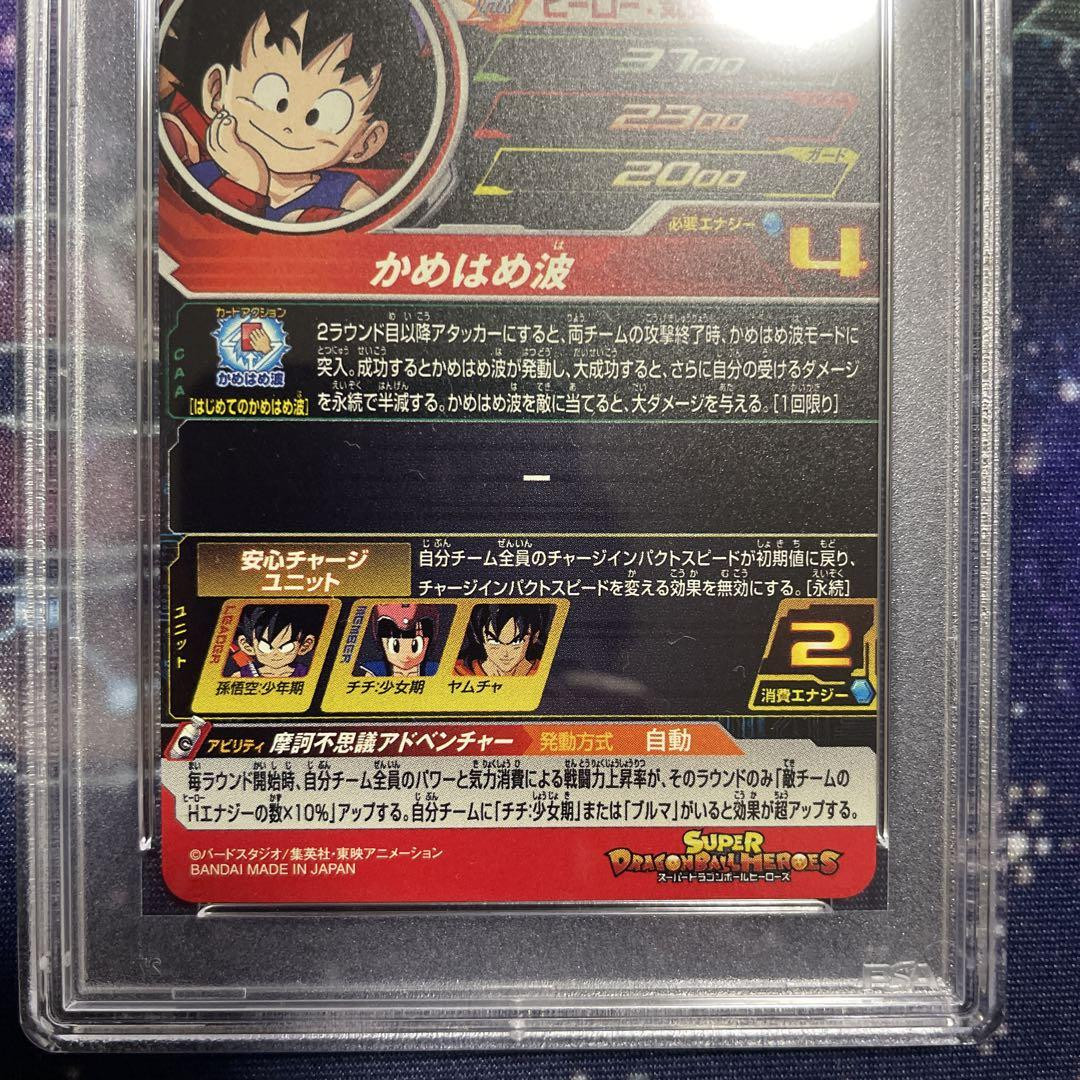 HR ヒーロー
3700
2300
ガード
2000
必要エナジー 4
かめはめ波
カードアクション
かめはめ波
[はじめてのかめはめ波]
CAA
2ラウンド目以降アタッカーにすると、両チームの攻撃終了時、かめはめ波モードに
突入。成功するとかめはめ波が発動し、大成功すると、さらに自分の受けるダメージ
を永続で半減する。かめはめ波を敵に当てると、大ダメージを与える。[1回限り]
ー
ユニット
安心チャージ
ユニット
自分チーム全員のチャージインパクトスピードが初期値に戻り、
チャージインパクトスピードを変える効果を無効にする。[永続]
LEADER
孫悟空:少年期
MEMBER
チチ:少女期
ヤムチャ
2
消費エナジー
アビリティ 摩訶不思議アドベンチャー 発動方式 自動
毎ラウンド開始時、自分チーム全員のパワーと気力消費による戦闘力上昇率が、そのラウンドのみ「敵チームの
Hエナジーの数×10%」アップする。自分チームに「チチ:少女期」または「ブルマ」がいると効果が超アップする。
©バードスタジオ/集英社・東映アニメーション
BANDAI MADE IN JAPAN
SUPER
DRAGONBALL HEROES
スーパードラゴンボールヒーローズ
PSA